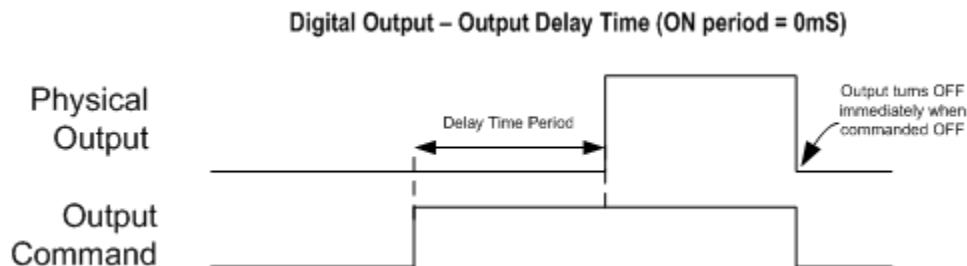 Digital Output – Output Delay Time (ON period = 0mS)
Physical
Output
Delay Time Period
Output turns OFF
immediately when
commanded OFF
Output
Command